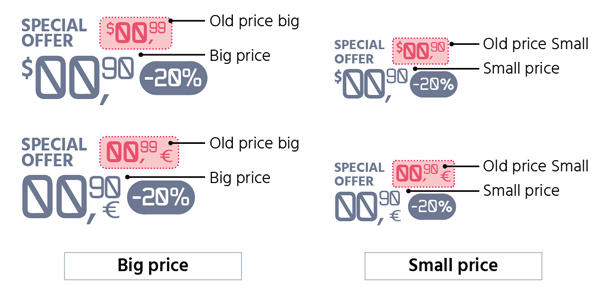 SPECIAL
OFFER
$00,99
Old price big
Big price
$00,90
-20%
SPECIAL
OFFER
$00,90
Old price Small
Small price
$00,90
-20%
SPECIAL
OFFER
00,99 €
Old price big
Big price
00,90 €
-20%
SPECIAL
OFFER
00,90 €
Old price Small
Small price
00,90 €
-20%
Big price
Small price